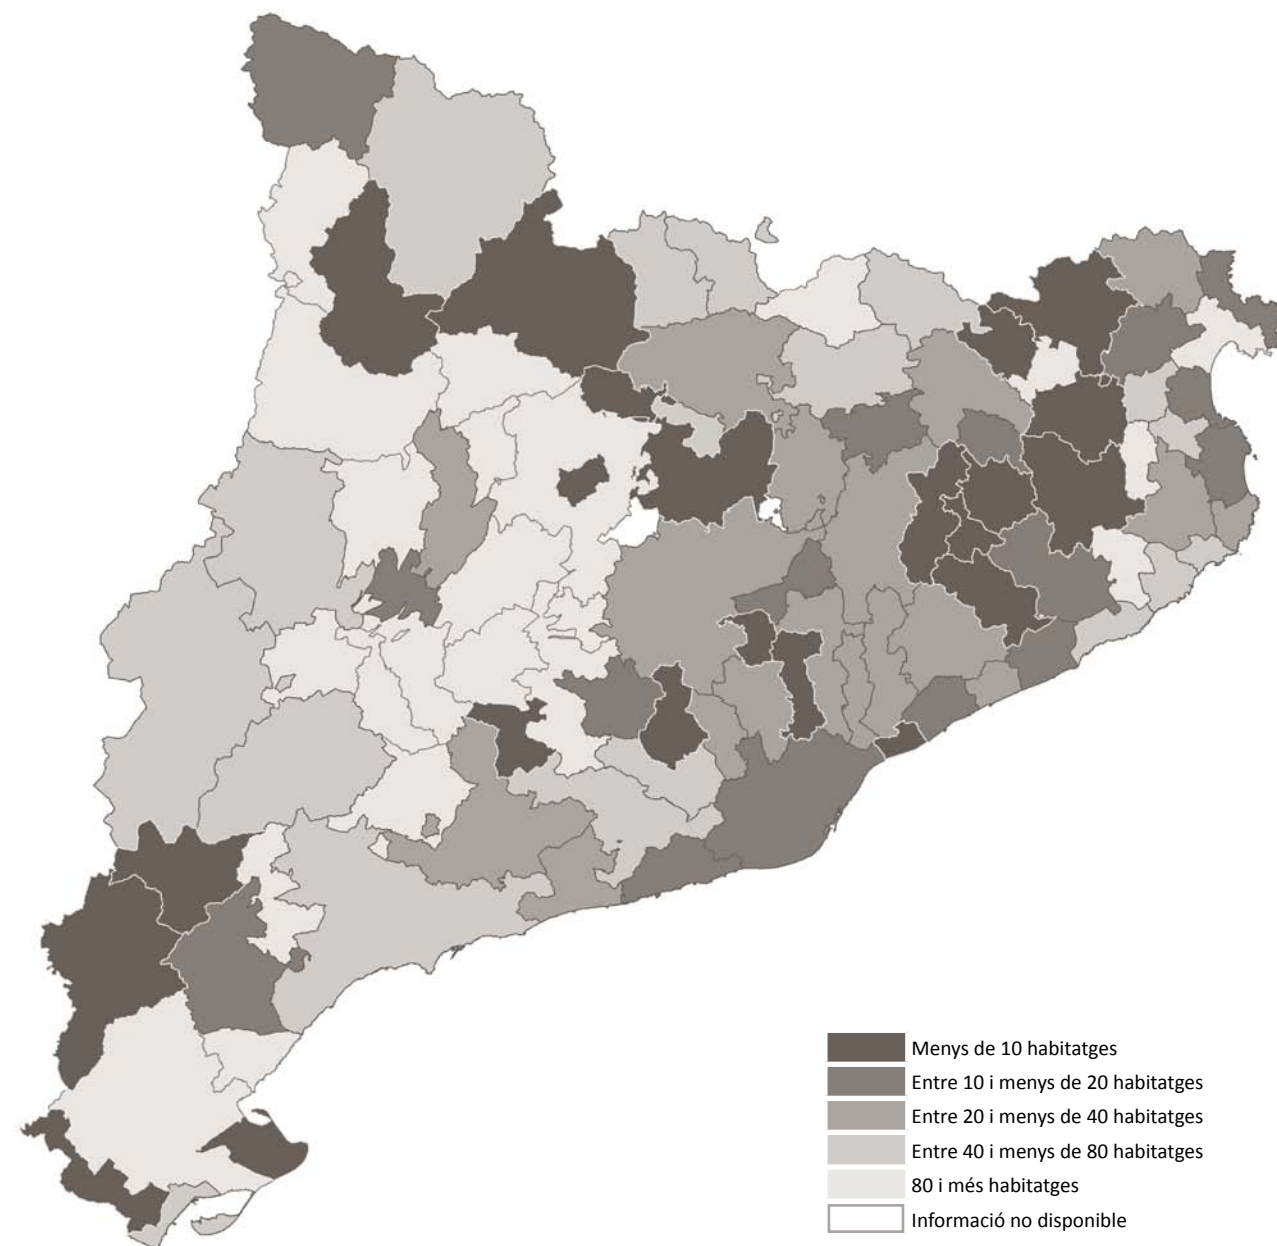 Menys de 10 habitatges
Entre 10 i menys de 20 habitatges
Entre 20 i menys de 40 habitatges
Entre 40 i menys de 80 habitatges
80 i més habitatges
Informació no disponible